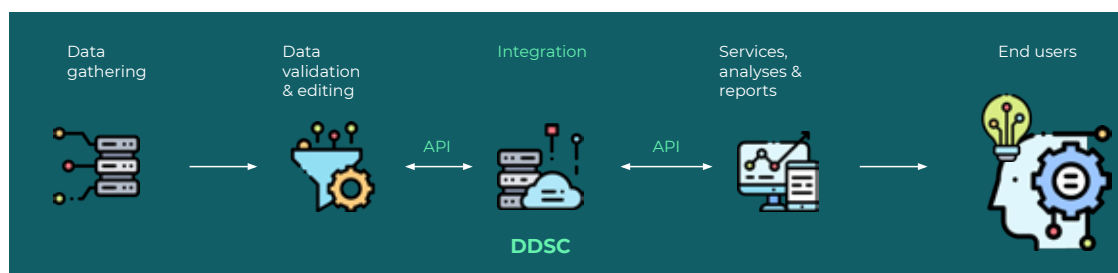 Data
gathering
Data
validation
& editing
Integration
Services,
analyses &
reports
End users
API
API
DDSC